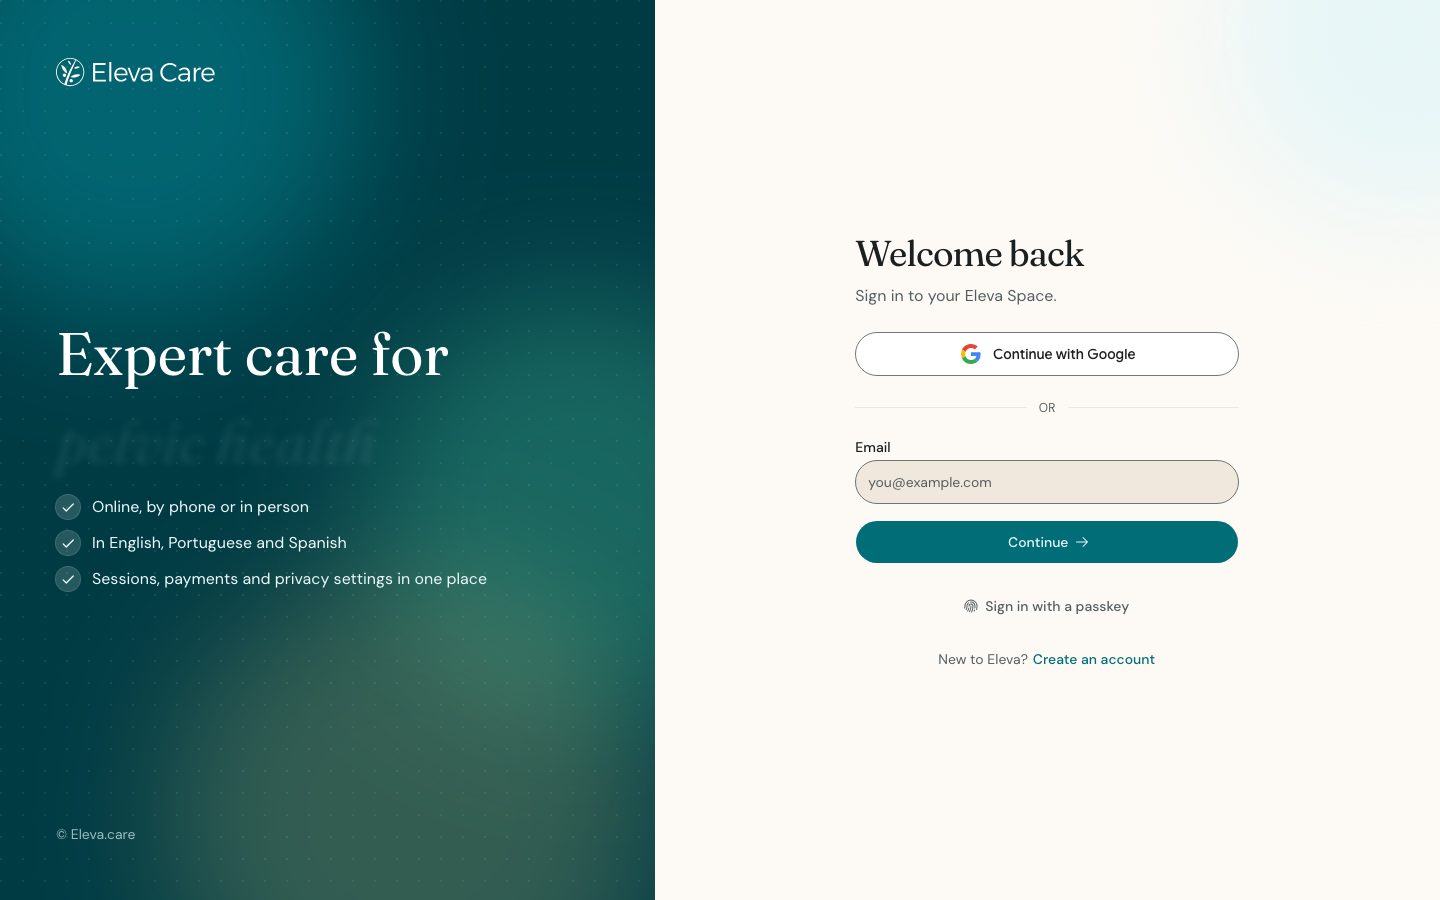 Eleva Care
Expert care for
pelvic health
Online, by phone or in person
In English, Portuguese and Spanish
Sessions, payments and privacy settings in one place
© Eleva.care
Welcome back
Sign in to your Eleva Space.
Continue with Google
OR
Email
you@example.com
Continue
Sign in with a passkey
New to Eleva? Create an account